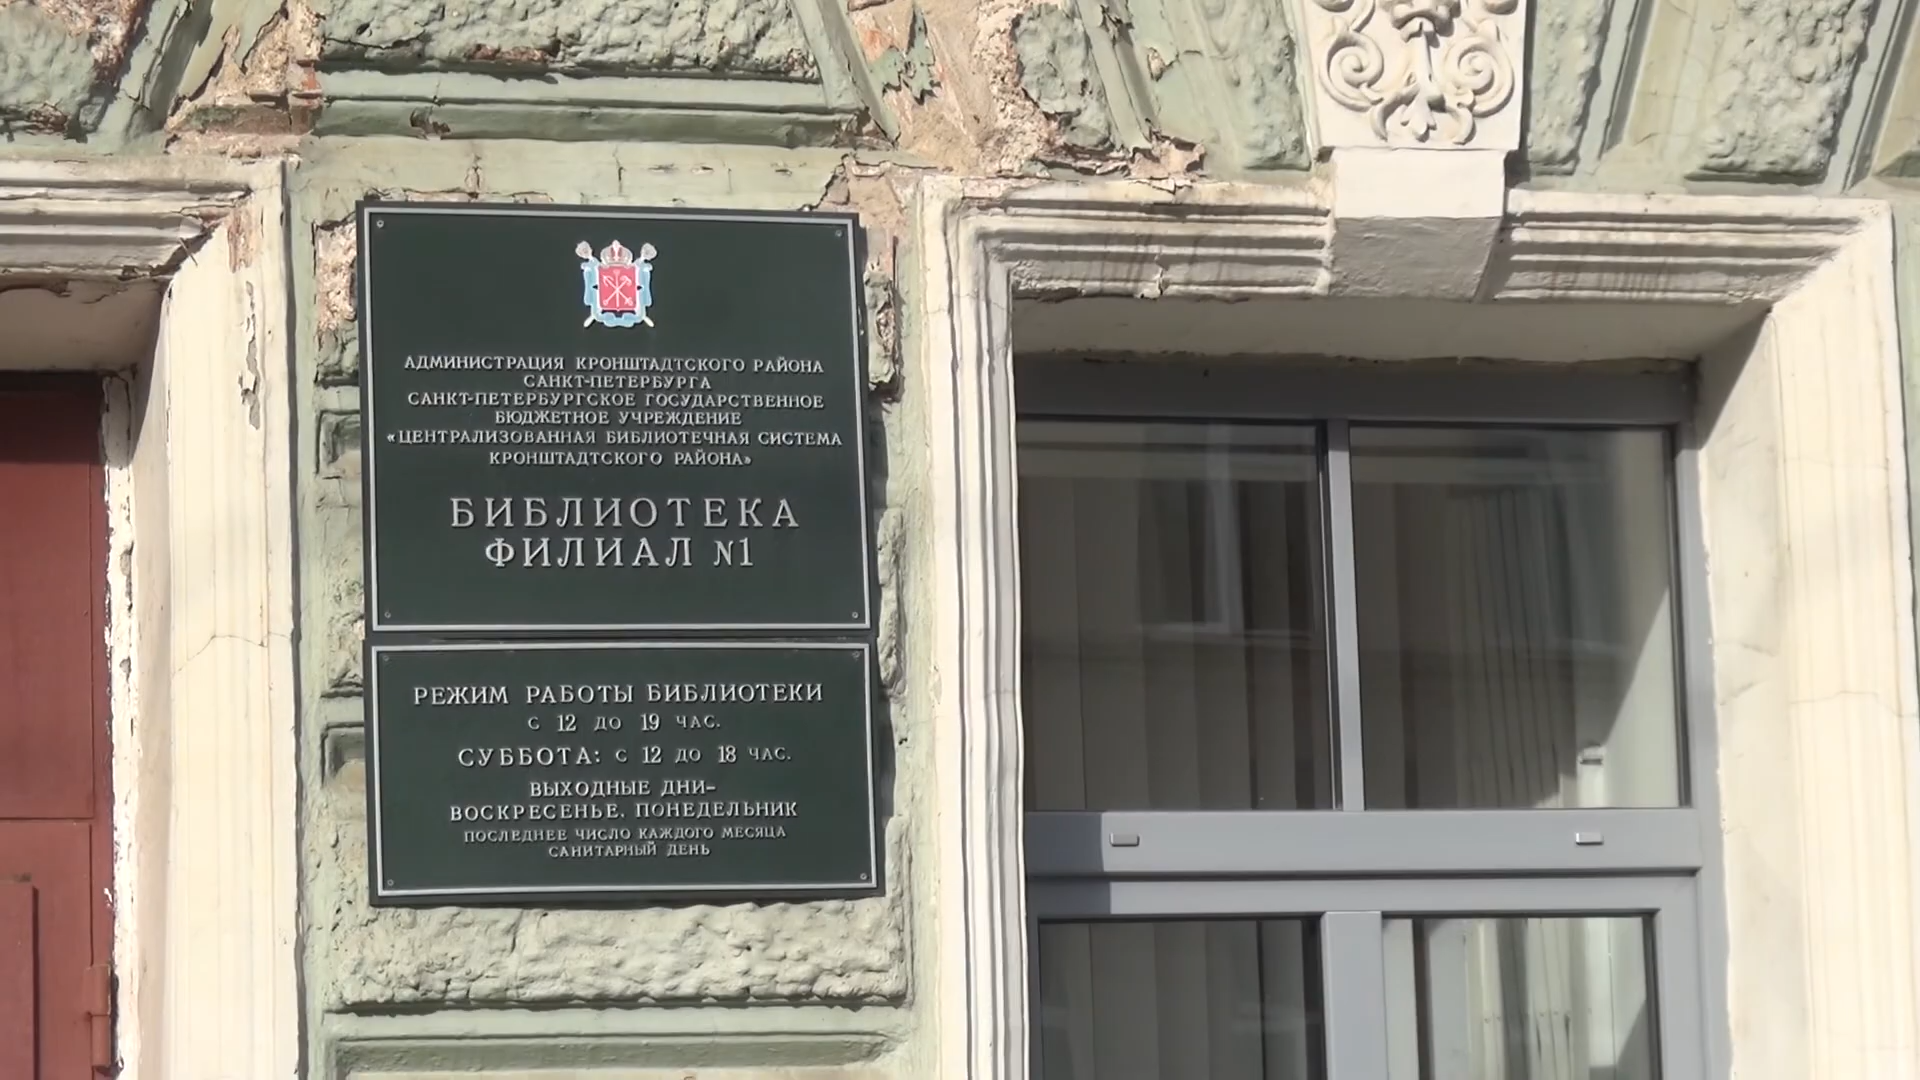 АДМИНИСТРАЦИЯ КРОНШТАДТСКОГО РАЙОНА
САНКТ-ПЕТЕРБУРГА
САНКТ-ПЕТЕРБУРГСКОЕ ГОСУДАРСТВЕННОЕ
БЮДЖЕТНОЕ УЧРЕЖДЕНИЕ
«ЦЕНТРАЛИЗОВАННАЯ БИБЛИОТЕЧНАЯ СИСТЕМА
КРОНШТАДТСКОГО РАЙОНА»
БИБЛИОТЕКА
ФИЛИАЛ N1
РЕЖИМ РАБОТЫ БИБЛИОТЕКИ
С 12 ДО 19 ЧАС.
СУББОТА: С 12 ДО 18 ЧАС.
ВЫХОДНЫЕ ДНИ-
ВОСКРЕСЕНЬЕ, ПОНЕДЕЛЬНИК
ПОСЛЕДНЕЕ ЧИСЛО КАЖДОГО МЕСЯЦА
САНИТАРНЫЙ ДЕНЬ